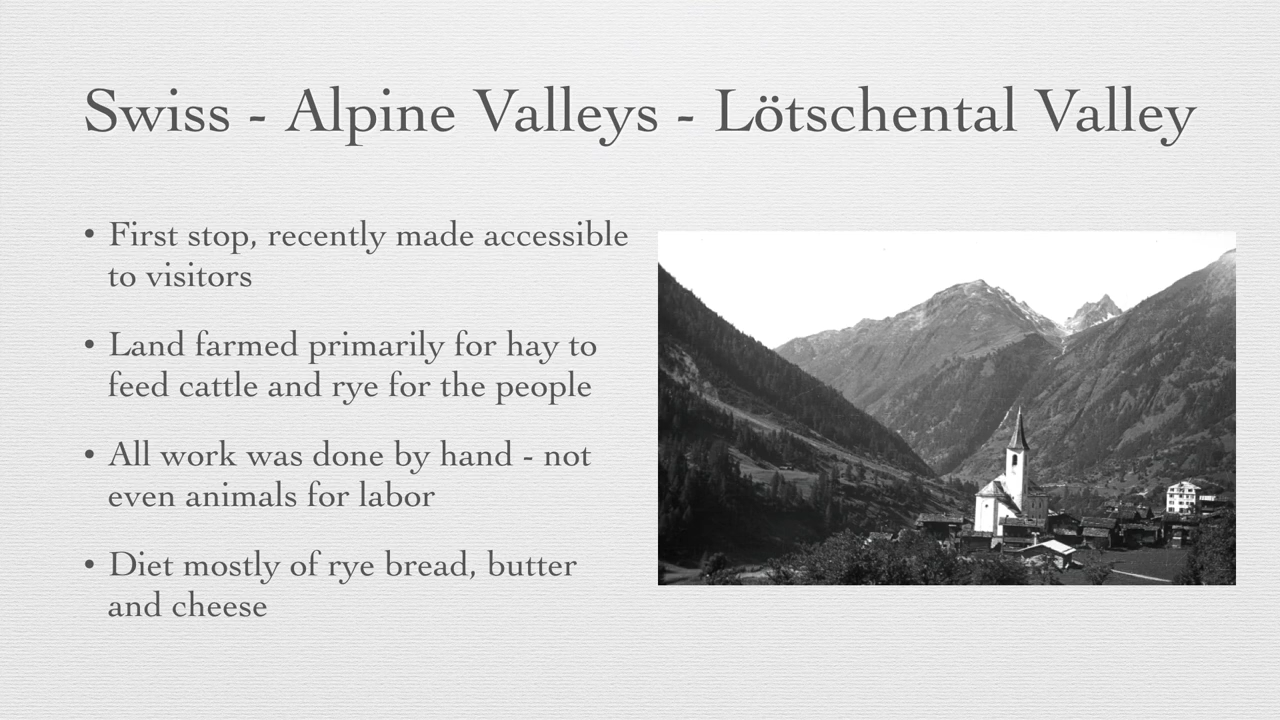 Swiss - Alpine Valleys - Lötschental Valley
• First stop, recently made accessible
to visitors
• Land farmed primarily for hay to
feed cattle and rye for the people
• All work was done by hand - not
even animals for labor
• Diet mostly of rye bread, butter
and cheese